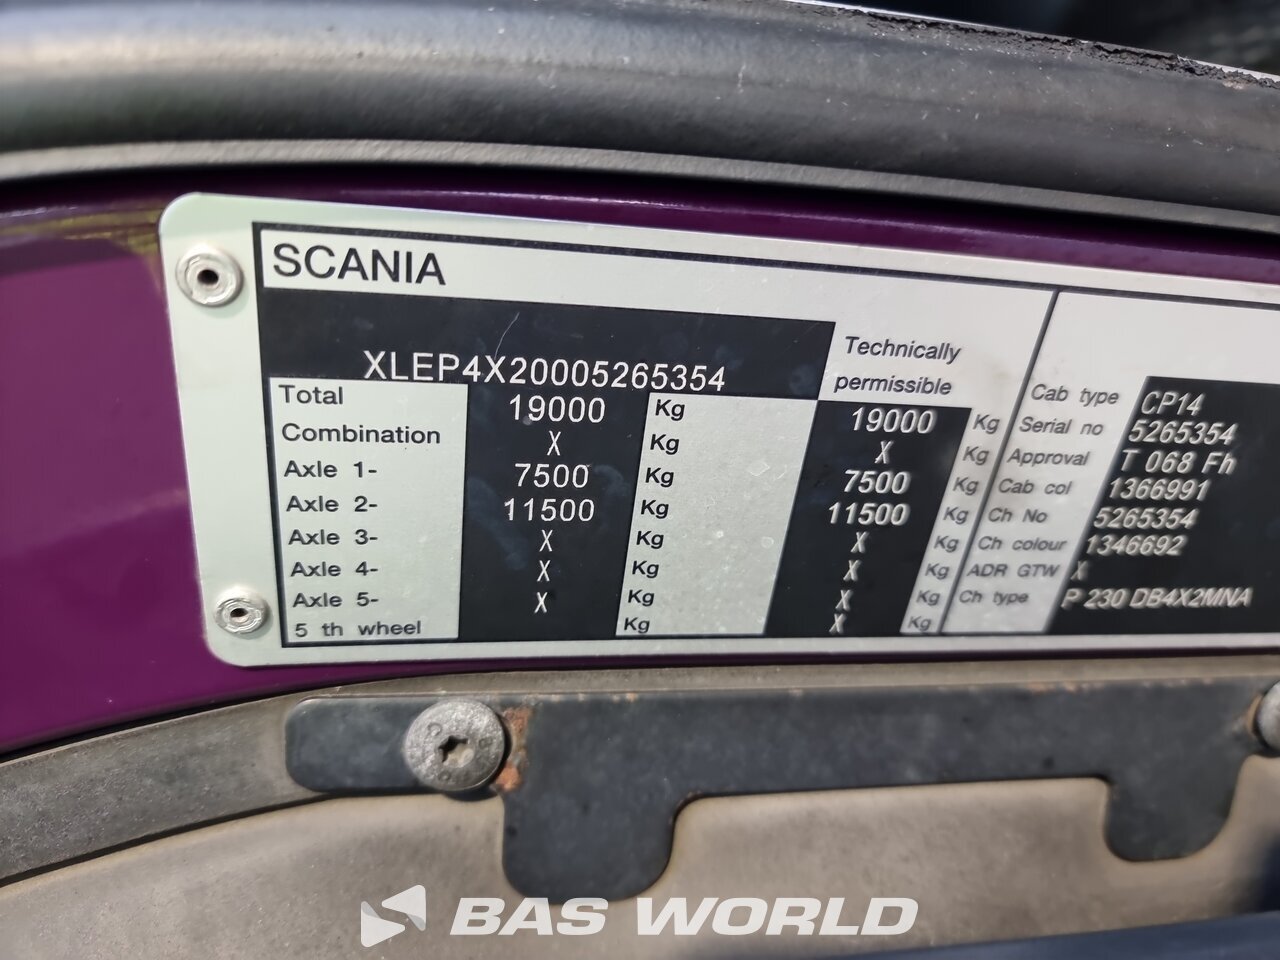 SCANIA
XLEP4X20005265354
Technically
permissible
Total 19000 Kg 19000 Kg
Combination X Kg X Kg
Axle 1- 7500 Kg 7500 Kg
Axle 2- 11500 Kg 11500 Kg
Axle 3- X Kg X Kg
Axle 4- X Kg X Kg
Axle 5- X Kg X Kg
5 th wheel Kg X Kg
Cab type CP14
Serial no 5265354
Approval T 068 Fh
Cab col 1366991
Ch No 5265354
Ch colour 1346692
ADR GTW X
Ch type P 230 DB4X2MNA
BAS WORLD